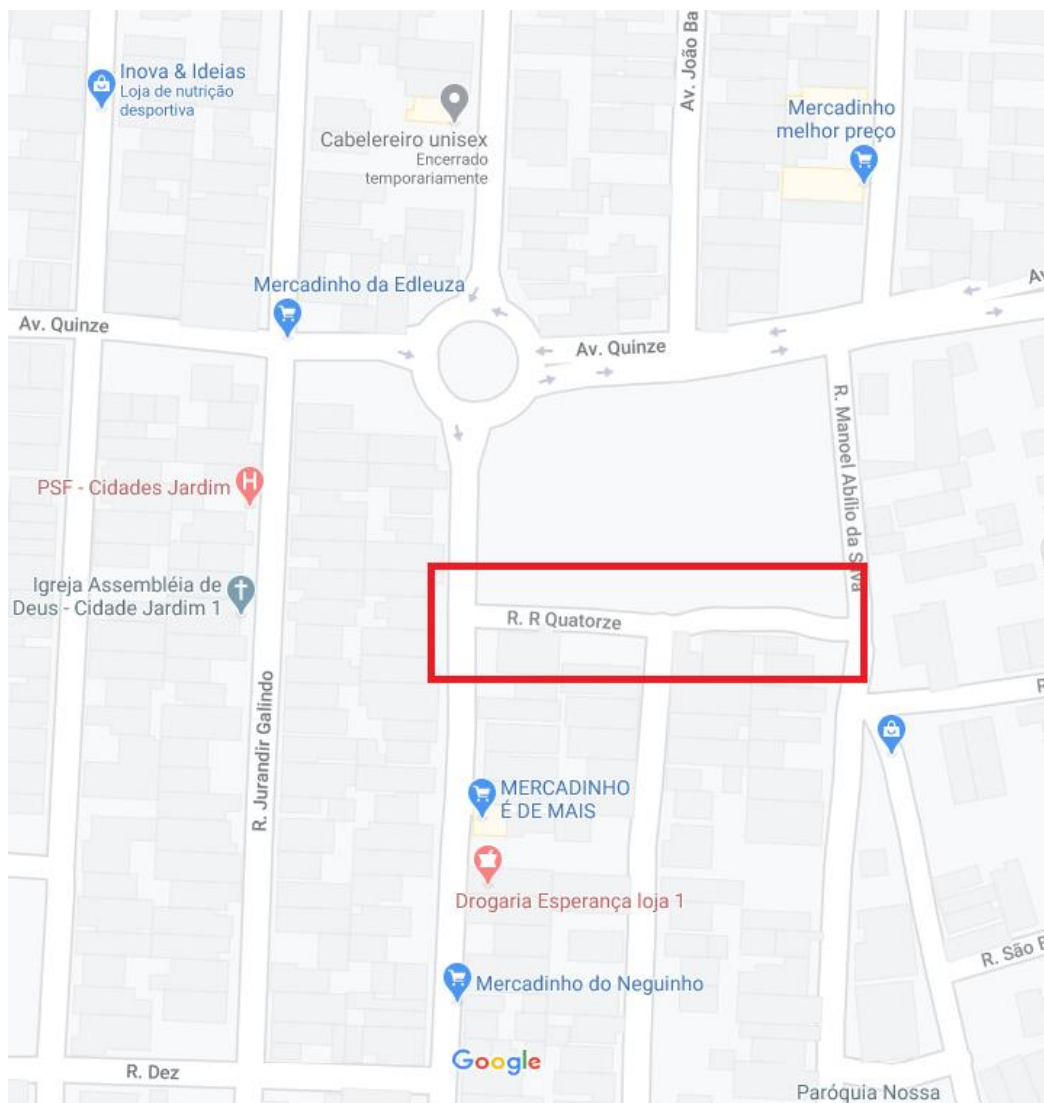 Av. João Ba
Inova & Ideias
Loja de nutrição
desportiva
Cabelereiro unisex
Encerrado
temporariamente
Mercadinho
melhor preço
Mercadinho da Edleuza
Av. Quinze
Av. Quinze
R. Manoel Abílio da Silva
PSF - Cidades Jardim
H
Igreja Assembléia de
Deus - Cidade Jardim 1
R. R Quatorze
R. Jurandir Galindo
MERCADINHO
É DE MAIS
Drogaria Esperança loja 1
R. São B
Mercadinho do Neguinho
Google
R. Dez
Paróquia Nossa